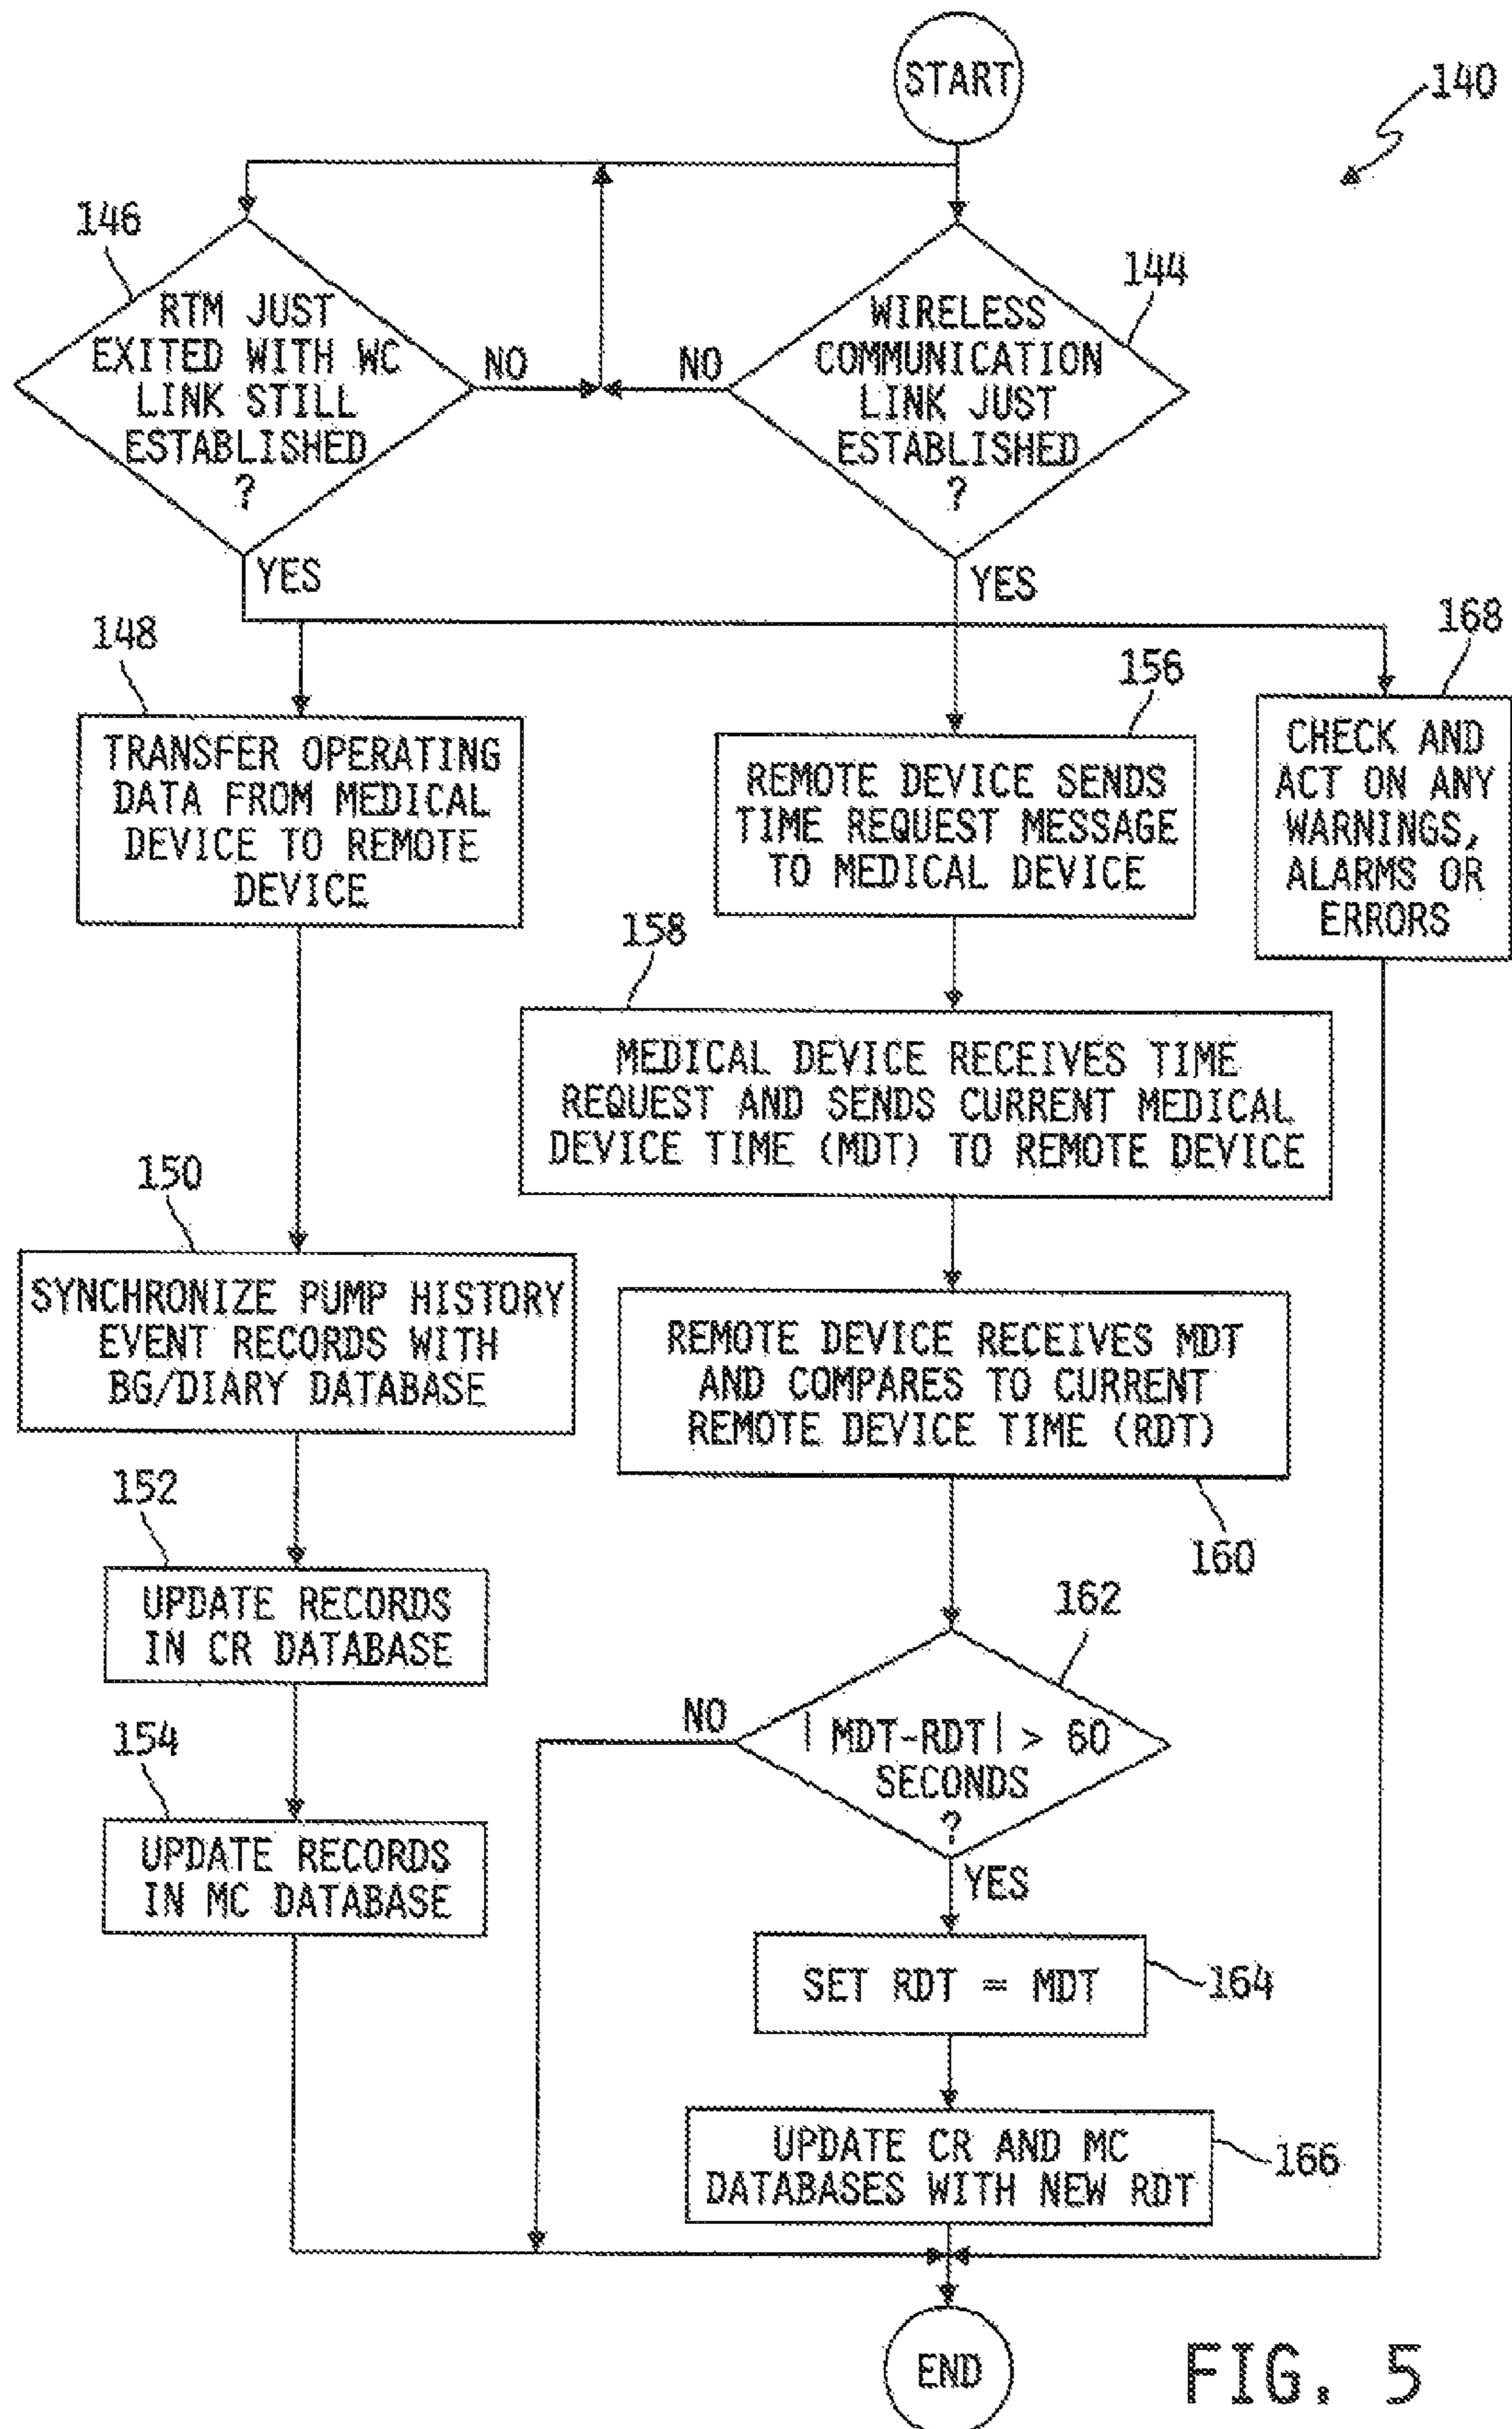 START
140
146
RTM JUST
EXITED WITH WC
LINK STILL
ESTABLISHED
?
NO
YES
144
WIRELESS
COMMUNICATION
LINK JUST
ESTABLISHED
?
NO
YES
148
TRANSFER OPERATING
DATA FROM MEDICAL
DEVICE TO REMOTE
DEVICE
156
REMOTE DEVICE SENDS
TIME REQUEST MESSAGE
TO MEDICAL DEVICE
168
CHECK AND
ACT ON ANY
WARNINGS,
ALARMS OR
ERRORS
158
MEDICAL DEVICE RECEIVES TIME
REQUEST AND SENDS CURRENT MEDICAL
DEVICE TIME (MDT) TO REMOTE DEVICE
150
SYNCHRONIZE PUMP HISTORY
EVENT RECORDS WITH
BG/DIARY DATABASE
REMOTE DEVICE RECEIVES MDT
AND COMPARES TO CURRENT
REMOTE DEVICE TIME (RDT)
160
152
UPDATE RECORDS
IN CR DATABASE
162
| MDT-RDT| > 60
SECONDS
?
NO
YES
154
UPDATE RECORDS
IN MC DATABASE
SET RDT = MDT
164
UPDATE CR AND MC
DATABASES WITH NEW RDT
166
END
FIG. 5